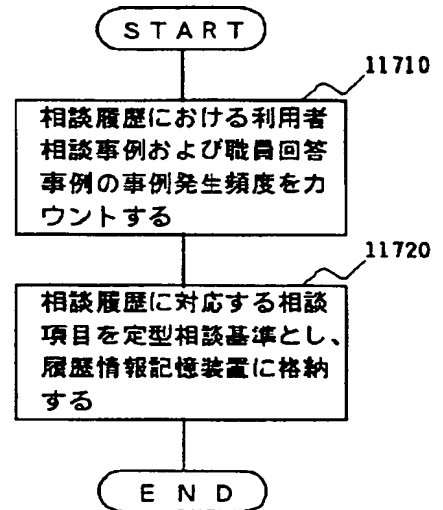 START
11710
相談履歴における利用者
相談事例および職員回答
事例の事例発生頻度をカ
ウントする
11720
相談履歴に対応する相談
項目を定型相談基準とし、
履歴情報記憶装置に格納
する
END